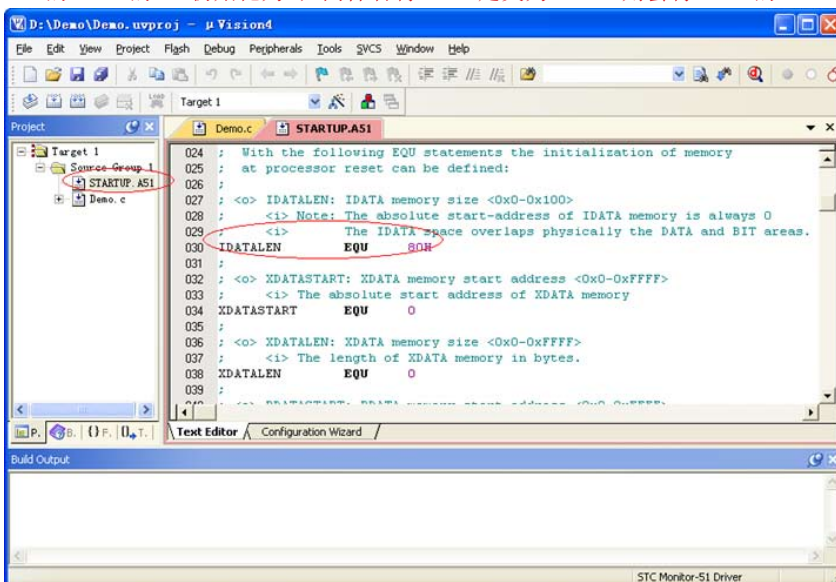 D:\Demo\Demo.uvproj - µVision4
File Edit View Project Flash Debug Peripherals Tools SVCS Window Help
Target 1
Project
Demo.c STARTUP.A51
Target 1
Source Group 1
STARTUP.A51
Demo.c
024 ; With the following EQU statements the initialization of memory
025 ; at processor reset can be defined:
026 ;
027 ; <o> IDATALEN: IDATA memory size <0x0-0x100>
028 ; <i> Note: The absolute start-address of IDATA memory is always 0
029 ; <i> The IDATA space overlaps physically the DATA and BIT areas.
030 IDATALEN EQU 80H
031 ;
032 ; <o> XDATASTART: XDATA memory start address <0x0-0xFFFF>
033 ; <i> The absolute start address of XDATA memory
034 XDATASTART EQU 0
035 ;
036 ; <o> XDATALEN: XDATA memory size <0x0-0xFFFF>
037 ; <i> The length of XDATA memory in bytes.
038 XDATALEN EQU 0
039 ;
P. B. {} F. 0 T.
Text Editor Configuration Wizard
Build Output
STC Monitor-51 Driver